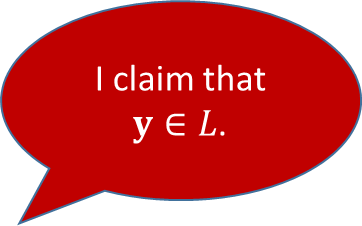 I claim that
𝐲 ∈ 𝐿.